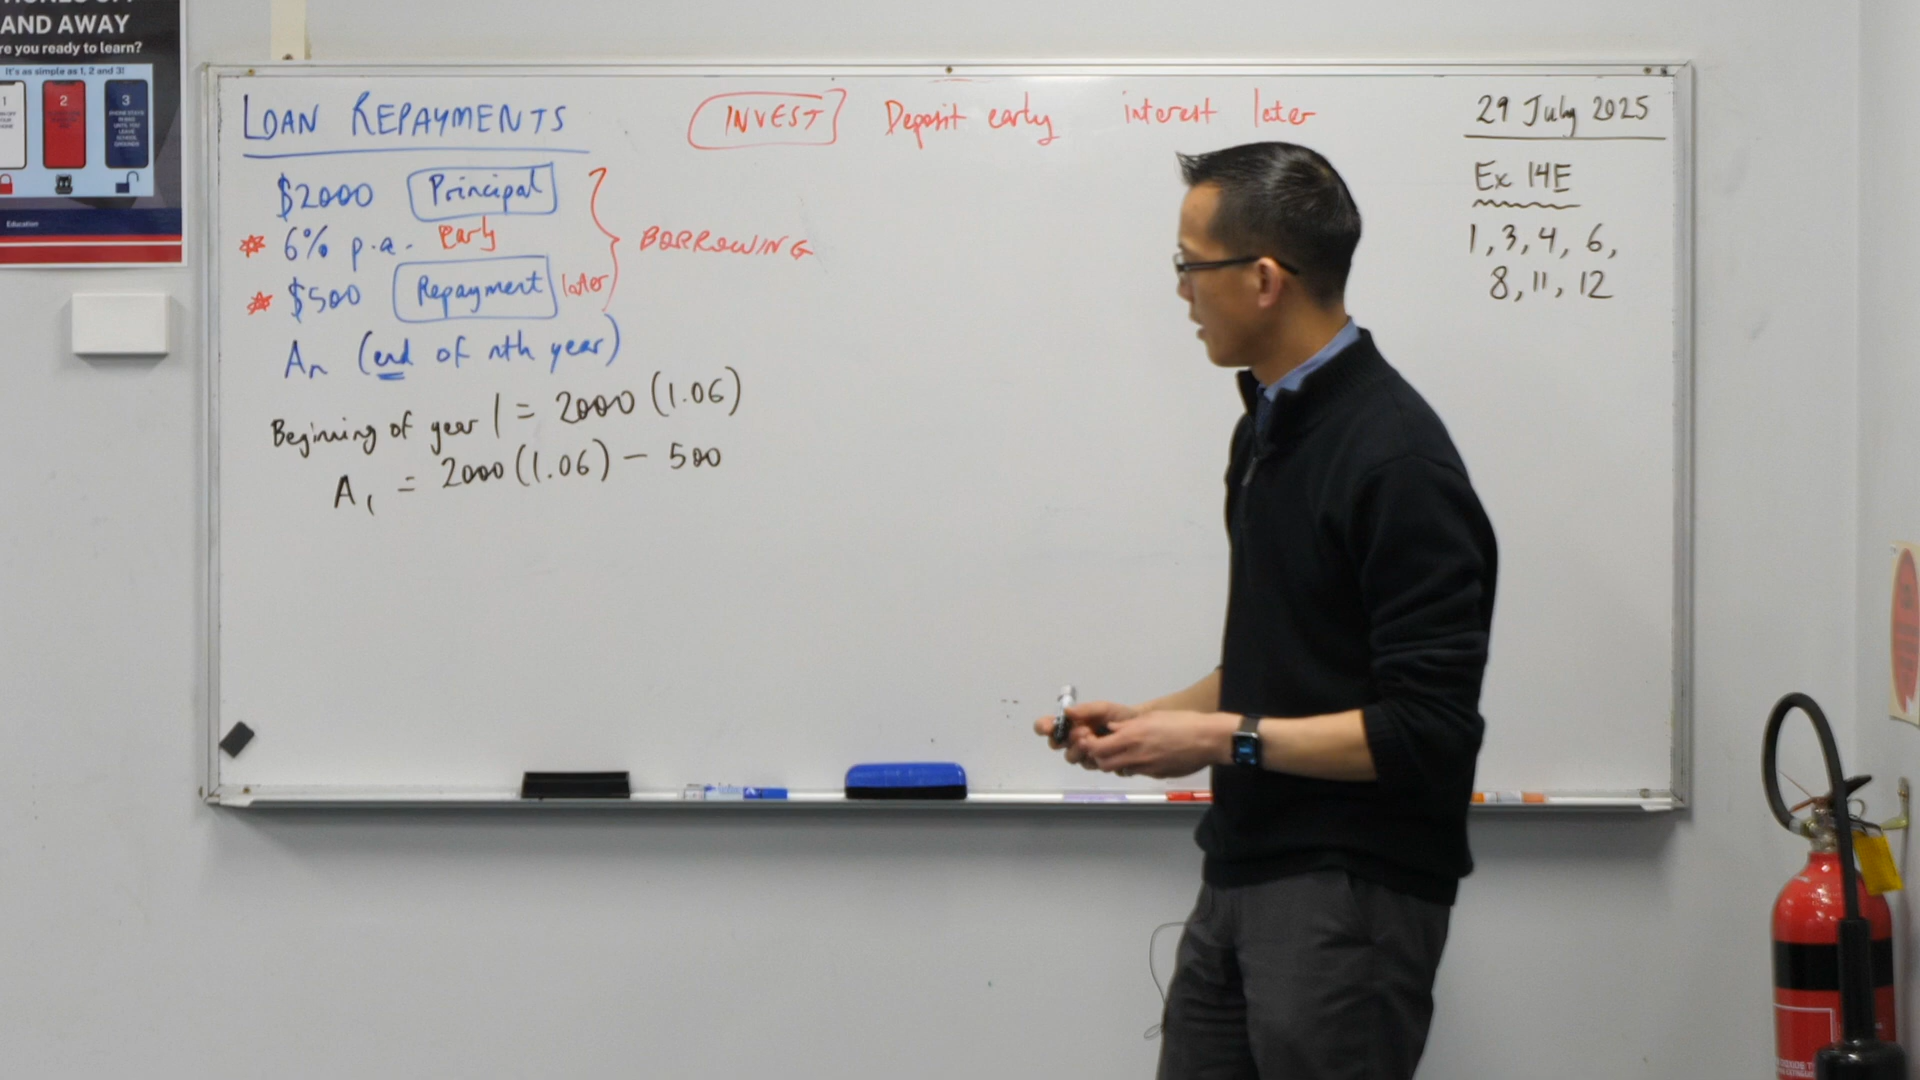 AND AWAY
re you ready to learn?
It's as simple as 1, 2 and 3!
1
2
3
Education
LOAN REPAYMENTS
$2000 Principal
6% p.a. early
$500 Repayment later
BORROWING
An (end of nth year)
Beginning of year 1 = 2000 (1.06)
A1 = 2000 (1.06) - 500
INVEST Deposit early interest later
29 July 2025
Ex 14E
1, 3, 4, 6,
8, 11, 12